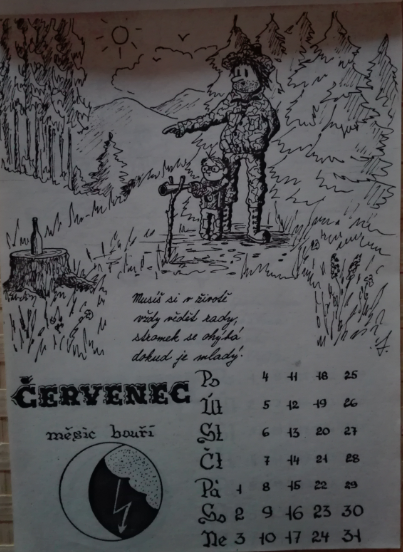 Musíš si v životě
vždy vědět rady,
stromek se ohýbá
dokud je mladý.
ČERVENEC
měsíc bouří
Po 4 11 18 25
Út 5 12 19 26
St 6 13 20 27
Čt 7 14 21 28
Pá 1 8 15 22 29
So 2 9 16 23 30
Ne 3 10 17 24 31